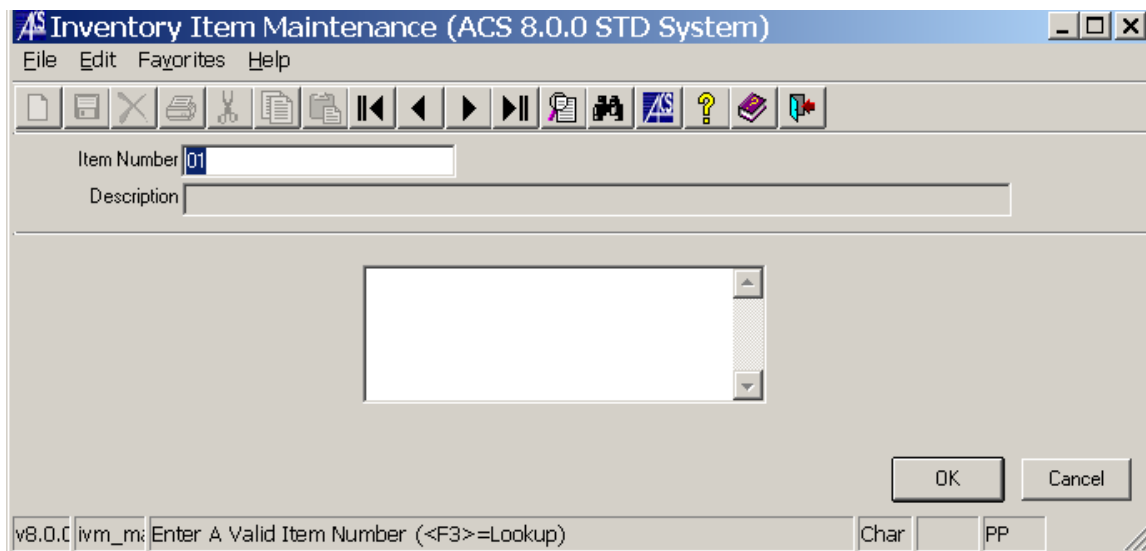 Inventory Item Maintenance (ACS 8.0.0 STD System)
File Edit Favorites Help
Item Number 01
Description
OK Cancel
v8.0.0 ivm_ma Enter A Valid Item Number (<F3>=Lookup) Char PP